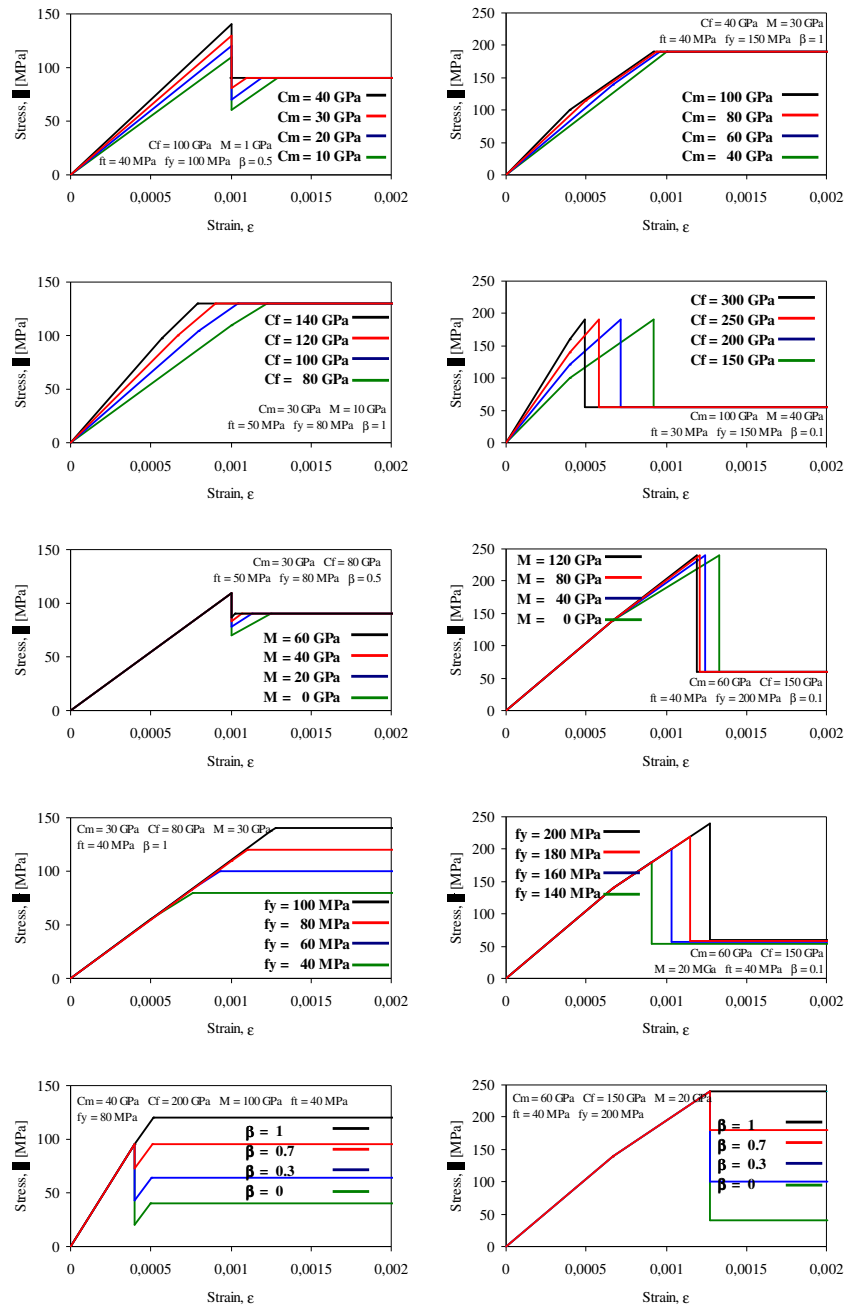 150
100
50
0
Stress, [MPa]
Cm = 40 GPa
Cm = 30 GPa
Cm = 20 GPa
Cm = 10 GPa
Cf = 100 GPa M = 1 GPa
ft = 40 MPa fy = 100 MPa β = 0.5
0 0,0005 0,001 0,0015 0,002
Strain, ε
250
200
150
100
50
0
Stress, [MPa]
Cf = 40 GPa M = 30 GPa
ft = 40 MPa fy = 150 MPa β = 1
Cm = 100 GPa
Cm = 80 GPa
Cm = 60 GPa
Cm = 40 GPa
0 0,0005 0,001 0,0015 0,002
Strain, ε
150
100
50
0
Stress, [MPa]
Cf = 140 GPa
Cf = 120 GPa
Cf = 100 GPa
Cf = 80 GPa
Cm = 30 GPa M = 10 GPa
ft = 50 MPa fy = 80 MPa β = 1
0 0,0005 0,001 0,0015 0,002
Strain, ε
250
200
150
100
50
0
Stress, [MPa]
Cf = 300 GPa
Cf = 250 GPa
Cf = 200 GPa
Cf = 150 GPa
Cm = 100 GPa M = 40 GPa
ft = 30 MPa fy = 150 MPa β = 0.1
0 0,0005 0,001 0,0015 0,002
Strain, ε
150
100
50
0
Stress, [MPa]
Cm = 30 GPa Cf = 80 GPa
ft = 50 MPa fy = 80 MPa β = 0.5
M = 60 GPa
M = 40 GPa
M = 20 GPa
M = 0 GPa
0 0,0005 0,001 0,0015 0,002
Strain, ε
250
200
150
100
50
0
Stress, [MPa]
M = 120 GPa
M = 80 GPa
M = 40 GPa
M = 0 GPa
Cm = 60 GPa Cf = 150 GPa
ft = 40 MPa fy = 200 MPa β = 0.1
0 0,0005 0,001 0,0015 0,002
Strain, ε
150
100
50
0
Stress, [MPa]
Cm = 30 GPa Cf = 80 GPa M = 30 GPa
ft = 40 MPa β = 1
fy = 100 MPa
fy = 80 MPa
fy = 60 MPa
fy = 40 MPa
0 0,0005 0,001 0,0015 0,002
Strain, ε
250
200
150
100
50
0
Stress, [MPa]
fy = 200 MPa
fy = 180 MPa
fy = 160 MPa
fy = 140 MPa
Cm = 60 GPa Cf = 150 GPa
M = 20 MGa ft = 40 MPa β = 0.1
0 0,0005 0,001 0,0015 0,002
Strain, ε
150
100
50
0
Stress, [MPa]
Cm = 40 GPa Cf = 200 GPa M = 100 GPa ft = 40 MPa
fy = 80 MPa
β = 1
β = 0.7
β = 0.3
β = 0
0 0,0005 0,001 0,0015 0,002
Strain, ε
250
200
150
100
50
0
Stress, [MPa]
Cm = 60 GPa Cf = 150 GPa M = 20 GPa
ft = 40 MPa fy = 200 MPa
β = 1
β = 0.7
β = 0.3
β = 0
0 0,0005 0,001 0,0015 0,002
Strain, ε